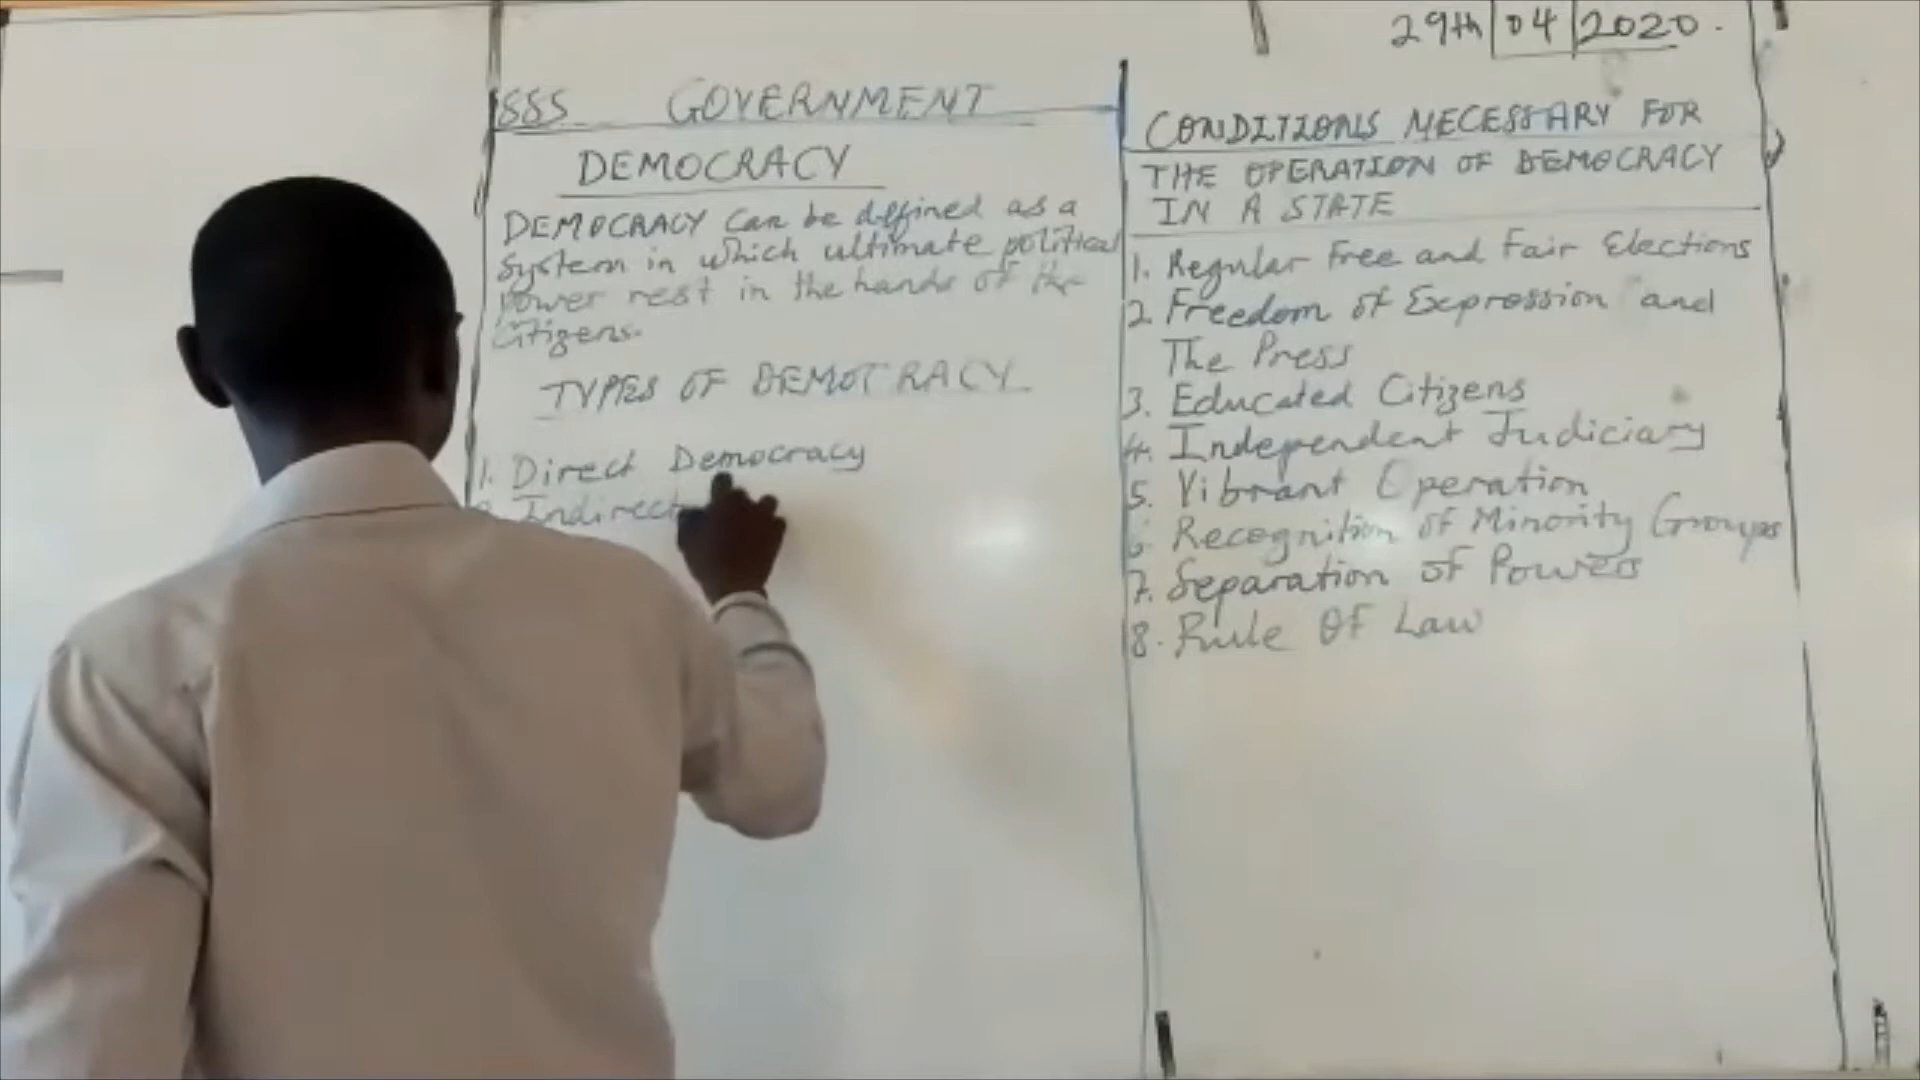 29th|04|2020.
SSS GOVERNMENT
DEMOCRACY
DEMOCRACY can be deffined as a
system in which ultimate political
power rest in the hands of the
Citizens.
TYPES OF DEMOCRACY
1. Direct Democracy
2. Indirect
CONDITIONS NECESSARY FOR
THE OPERATION OF DEMOCRACY
IN A STATE
1. Regular Free and Fair Elections
2. Freedom of Expression and
The Press
3. Educated Citizens
4. Independent Judiciary
5. Vibrant Operation
6. Recognition of Minority Groups
7. Separation of Powers
8. Rule Of Law